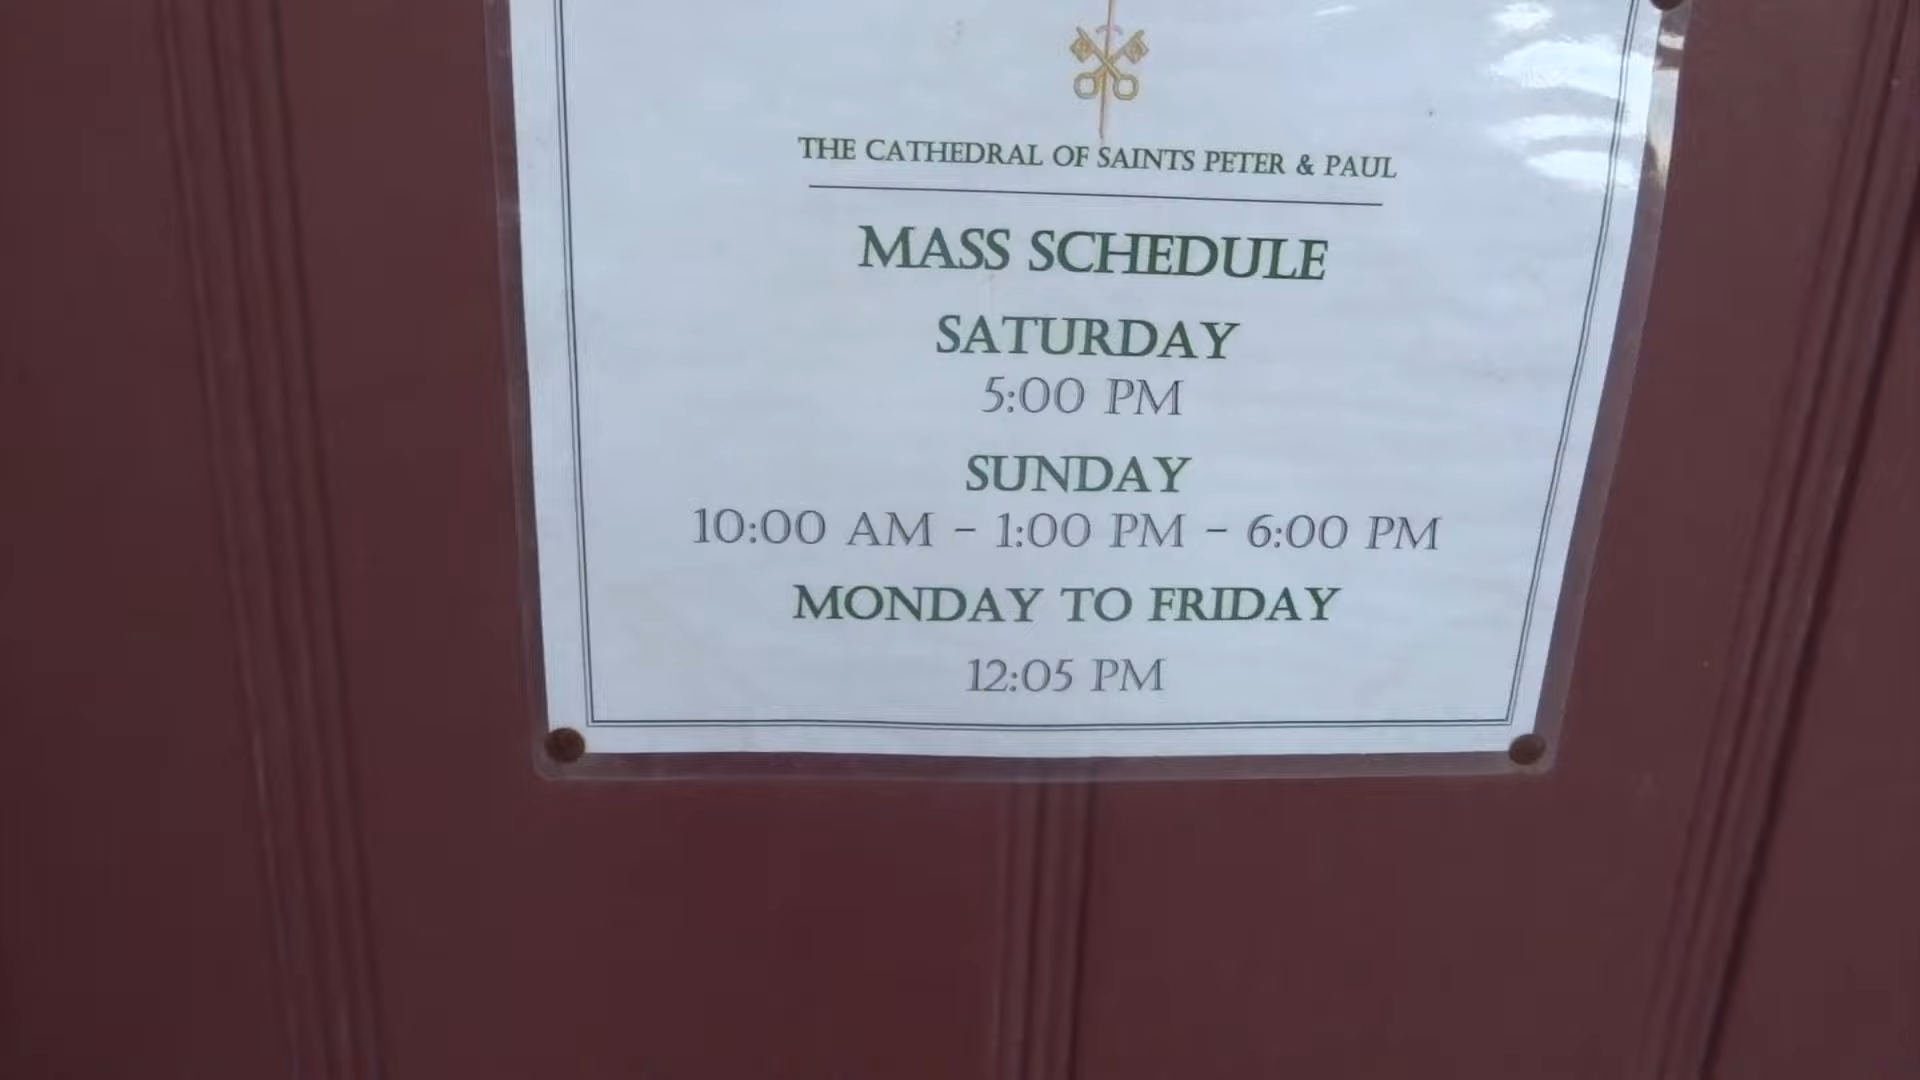 THE CATHEDRAL OF SAINTS PETER & PAUL
MASS SCHEDULE
SATURDAY
5:00 PM
SUNDAY
10:00 AM - 1:00 PM - 6:00 PM
MONDAY TO FRIDAY
12:05 PM